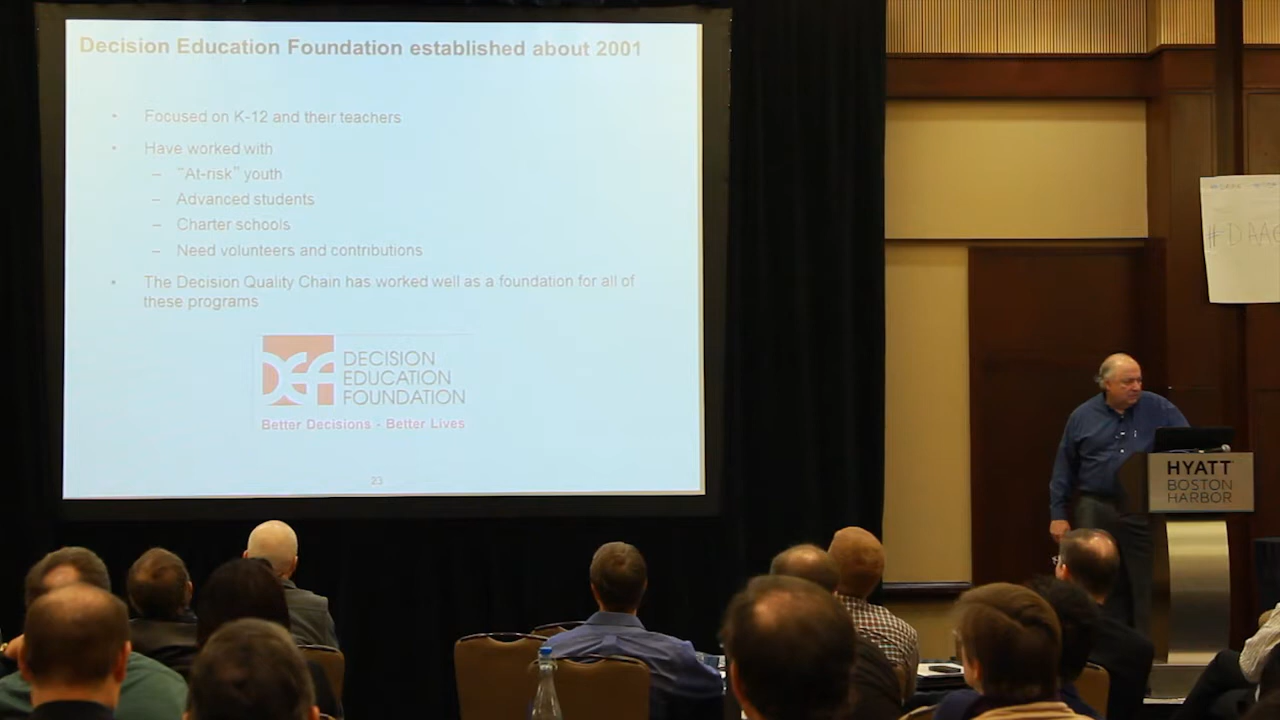 Decision Education Foundation established about 2001
• Focused on K-12 and their teachers
• Have worked with
– "At-risk" youth
– Advanced students
– Charter schools
– Need volunteers and contributions
• The Decision Quality Chain has worked well as a foundation for all of
these programs
DEF
DECISION
EDUCATION
FOUNDATION
Better Decisions - Better Lives
23
HYATT
BOSTON
HARBOR